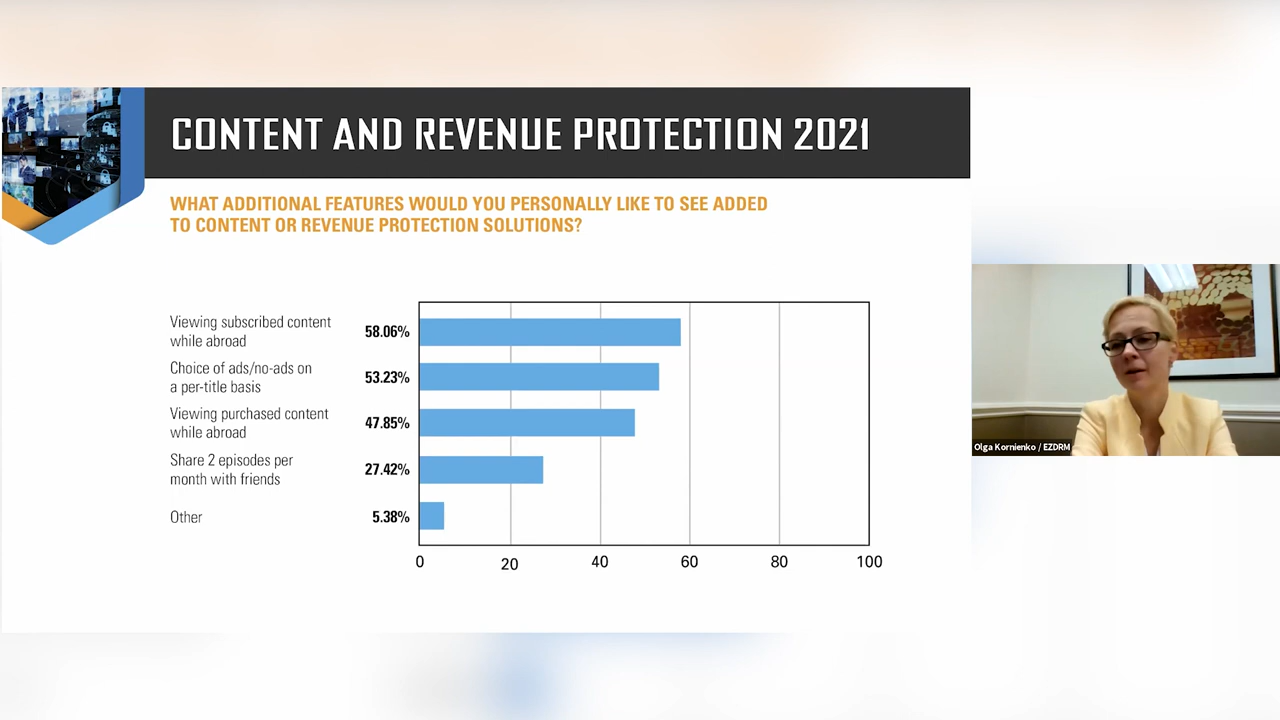 CONTENT AND REVENUE PROTECTION 2021
WHAT ADDITIONAL FEATURES WOULD YOU PERSONALLY LIKE TO SEE ADDED
TO CONTENT OR REVENUE PROTECTION SOLUTIONS?
Viewing subscribed content
while abroad
58.06%
Choice of ads/no-ads on
a per-title basis
53.23%
Viewing purchased content
while abroad
47.85%
Share 2 episodes per
month with friends
27.42%
Other
5.38%
0 20 40 60 80 100
Olga Kornienko / EZDRM